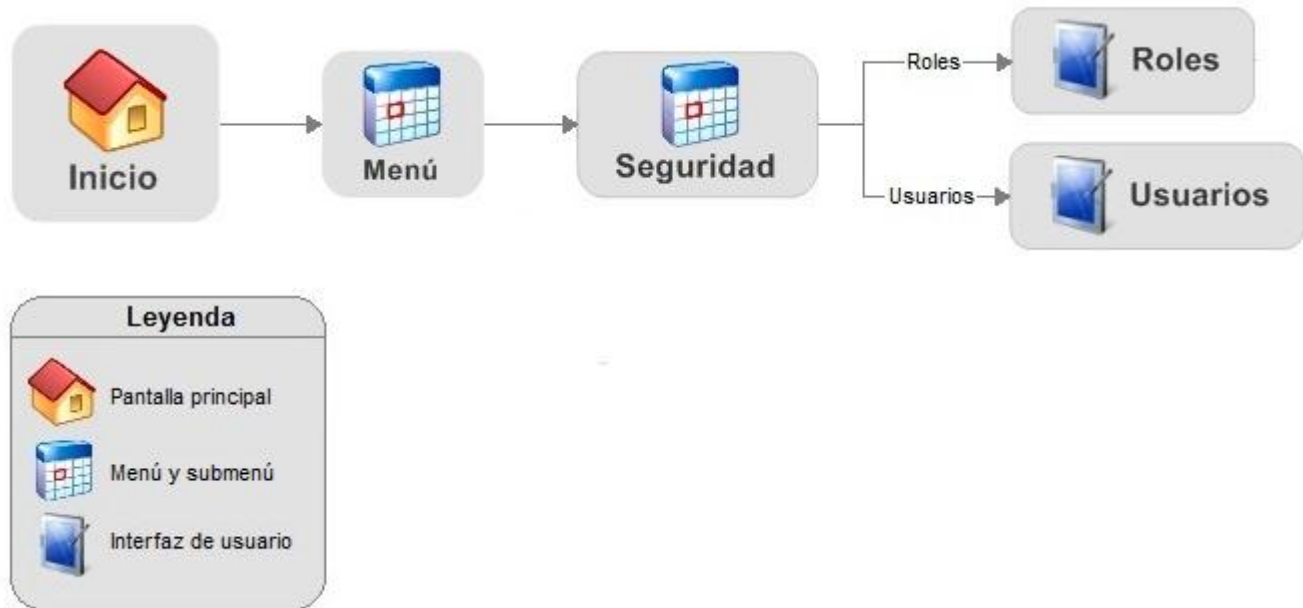 Inicio
Menú
Seguridad
Roles
Roles
Usuarios
Usuarios
Leyenda
Pantalla principal
Menú y submenú
Interfaz de usuario